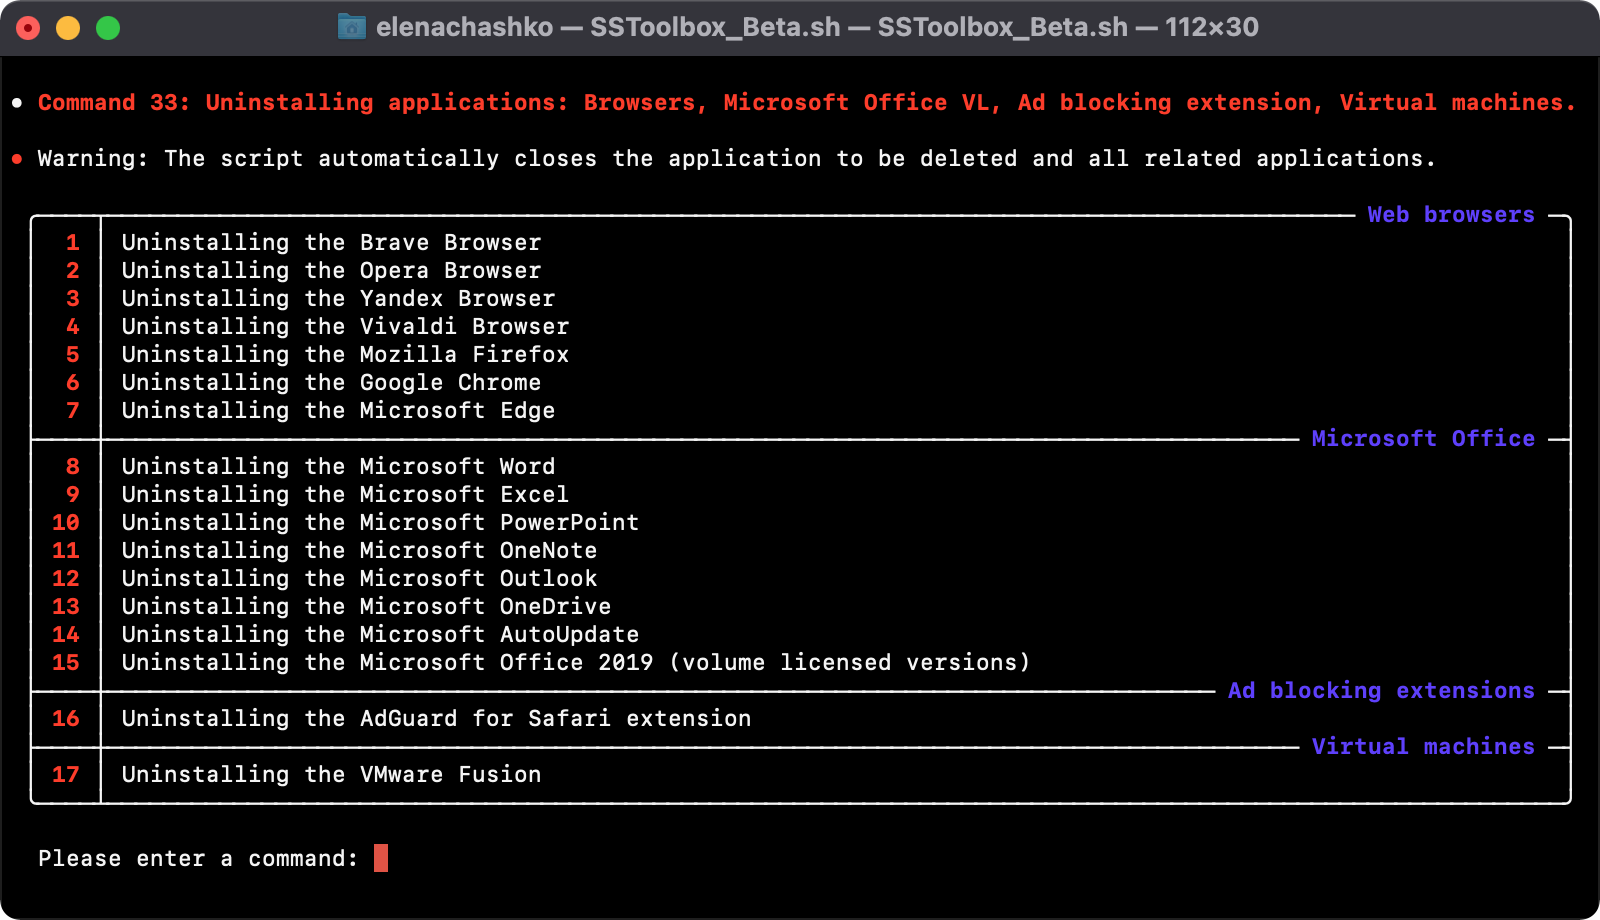 elenachashko — SSToolbox_Beta.sh — SSToolbox_Beta.sh — 112×30
• Command 33: Uninstalling applications: Browsers, Microsoft Office VL, Ad blocking extension, Virtual machines.
• Warning: The script automatically closes the application to be deleted and all related applications.
Web browsers
1 Uninstalling the Brave Browser
2 Uninstalling the Opera Browser
3 Uninstalling the Yandex Browser
4 Uninstalling the Vivaldi Browser
5 Uninstalling the Mozilla Firefox
6 Uninstalling the Google Chrome
7 Uninstalling the Microsoft Edge
Microsoft Office
8 Uninstalling the Microsoft Word
9 Uninstalling the Microsoft Excel
10 Uninstalling the Microsoft PowerPoint
11 Uninstalling the Microsoft OneNote
12 Uninstalling the Microsoft Outlook
13 Uninstalling the Microsoft OneDrive
14 Uninstalling the Microsoft AutoUpdate
15 Uninstalling the Microsoft Office 2019 (volume licensed versions)
Ad blocking extensions
16 Uninstalling the AdGuard for Safari extension
Virtual machines
17 Uninstalling the VMware Fusion
Please enter a command: